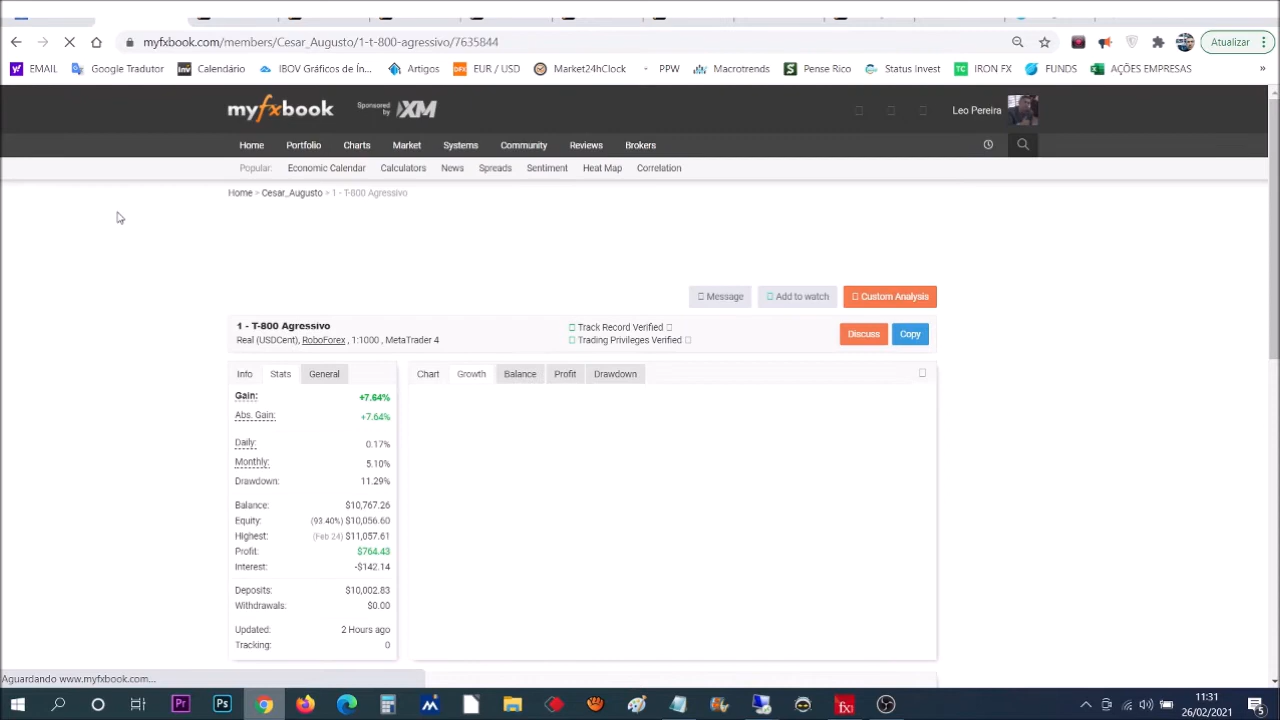 myfxbook.com/members/Cesar_Augusto/1-t-800-agressivo/7635844
Atualizar
EMAIL
Google Tradutor
Inv Calendário
IBOV Gráficos de Ín...
Artigos
DFX EUR / USD
Market24hClock
PPW
Macrotrends
S Pense Rico
Status Invest
TC IRON FX
FUNDS
AÇÕES EMPRESAS
»
myfxbook
Sponsored by XM
Leo Pereira
Home Portfolio Charts Market Systems Community Reviews Brokers
Popular: Economic Calendar Calculators News Spreads Sentiment Heat Map Correlation
Home > Cesar_Augusto > 1 - T-800 Agressivo
Message Add to watch Custom Analysis
1 - T-800 Agressivo
Real (USDCent), RoboForex , 1:1000 , MetaTrader 4
Track Record Verified
Trading Privileges Verified
Discuss Copy
Info Stats General
Chart Growth Balance Profit Drawdown
Gain: +7.64%
Abs. Gain: +7.64%
Daily: 0.17%
Monthly: 5.10%
Drawdown: 11.29%
Balance: $10,767.26
Equity: (93.40%) $10,056.60
Highest: (Feb 24) $11,057.61
Profit: $764.43
Interest: -$142.14
Deposits: $10,002.83
Withdrawals: $0.00
Updated: 2 Hours ago
Tracking: 0
Aguardando www.myfxbook.com...
Pr Ps fx
11:31
26/02/2021
5